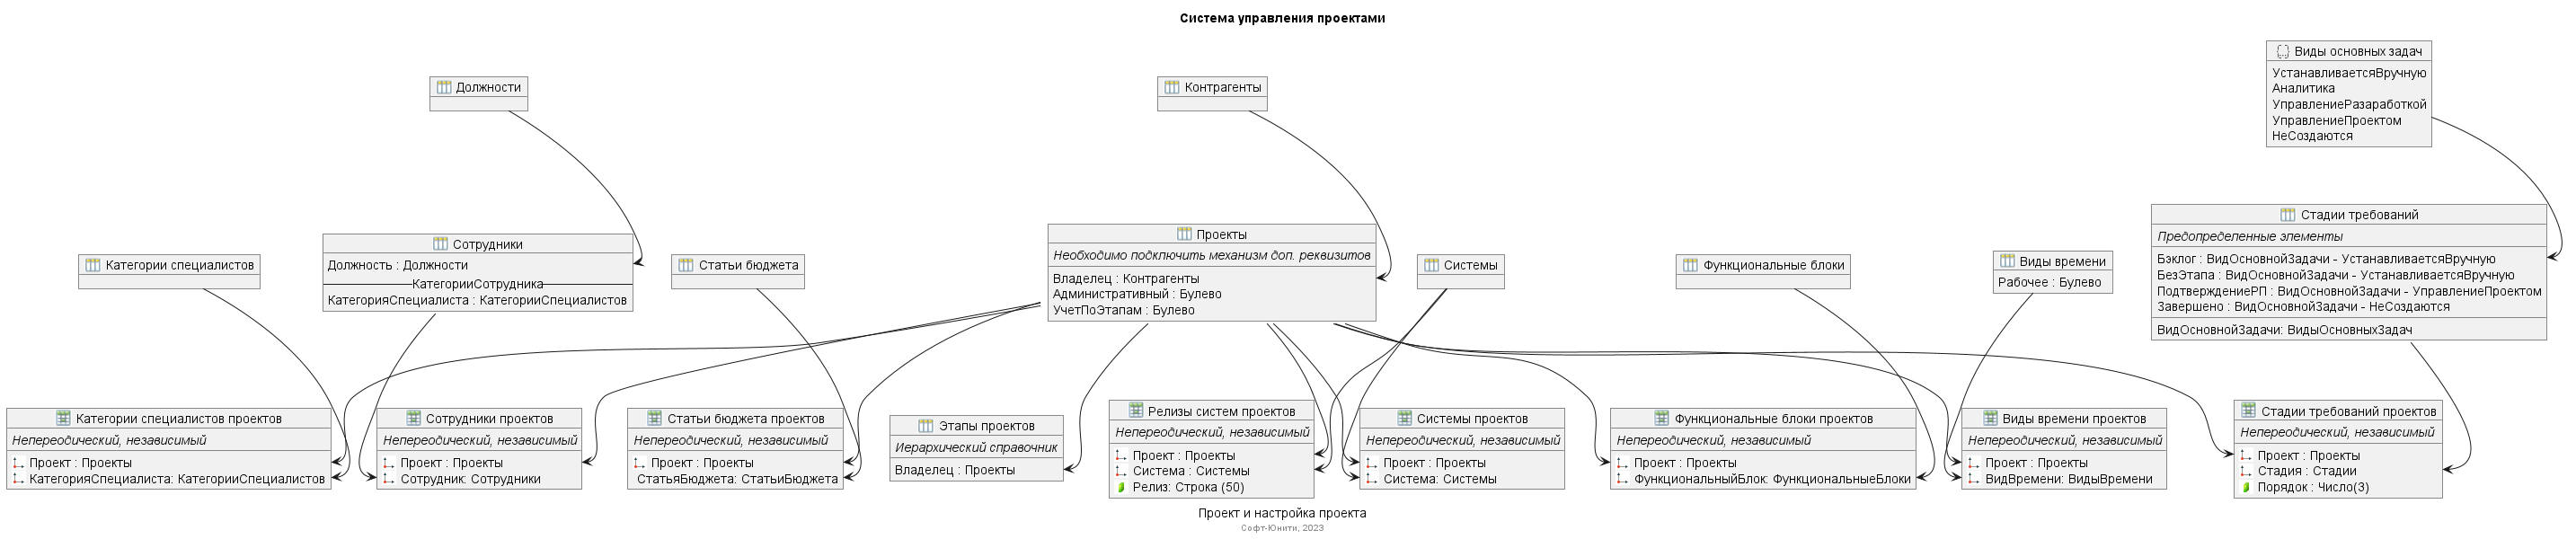 Система управления проектами
Виды основных задач
УстанавливаетсяВручную
Аналитика
УправлениеРазаработкой
УправлениеПроектом
НеСоздаются
Должности
Контрагенты
Категории специалистов
Сотрудники
Должность : Должности
КатегорииСотрудника
КатегорияСпециалиста : КатегорииСпециалистов
Статьи бюджета
Проекты
Необходимо подключить механизм доп. реквизитов
Владелец : Контрагенты
Административный : Булево
УчетПоЭтапам : Булево
Системы
Функциональные блоки
Виды времени
Рабочее : Булево
Стадии требований
Предопределенные элементы
Бэклог : ВидОсновнойЗадачи - УстанавливаетсяВручную
БезЭтапа : ВидОсновнойЗадачи - УстанавливаетсяВручную
ПодтверждениеРП : ВидОсновнойЗадачи - УправлениеПроектом
Завершено : ВидОсновнойЗадачи - НеСоздаются
ВидОсновнойЗадачи: ВидыОсновныхЗадач
Категории специалистов проектов
Непереодический, независимый
Проект : Проекты
КатегорияСпециалиста: КатегорииСпециалистов
Сотрудники проектов
Непереодический, независимый
Проект : Проекты
Сотрудник: Сотрудники
Статьи бюджета проектов
Непереодический, независимый
Проект : Проекты
СтатьяБюджета: СтатьиБюджета
Этапы проектов
Иерархический справочник
Владелец : Проекты
Релизы систем проектов
Непереодический, независимый
Проект : Проекты
Система : Системы
Релиз: Строка (50)
Системы проектов
Непереодический, независимый
Проект : Проекты
Система: Системы
Функциональные блоки проектов
Непереодический, независимый
Проект : Проекты
ФункциональныйБлок: ФункциональныеБлоки
Виды времени проектов
Непереодический, независимый
Проект : Проекты
ВидВремени: ВидыВремени
Стадии требований проектов
Непереодический, независимый
Проект : Проекты
Стадия : Стадии
Порядок : Число(3)
Проект и настройка проекта
Софт-Юнити, 2023